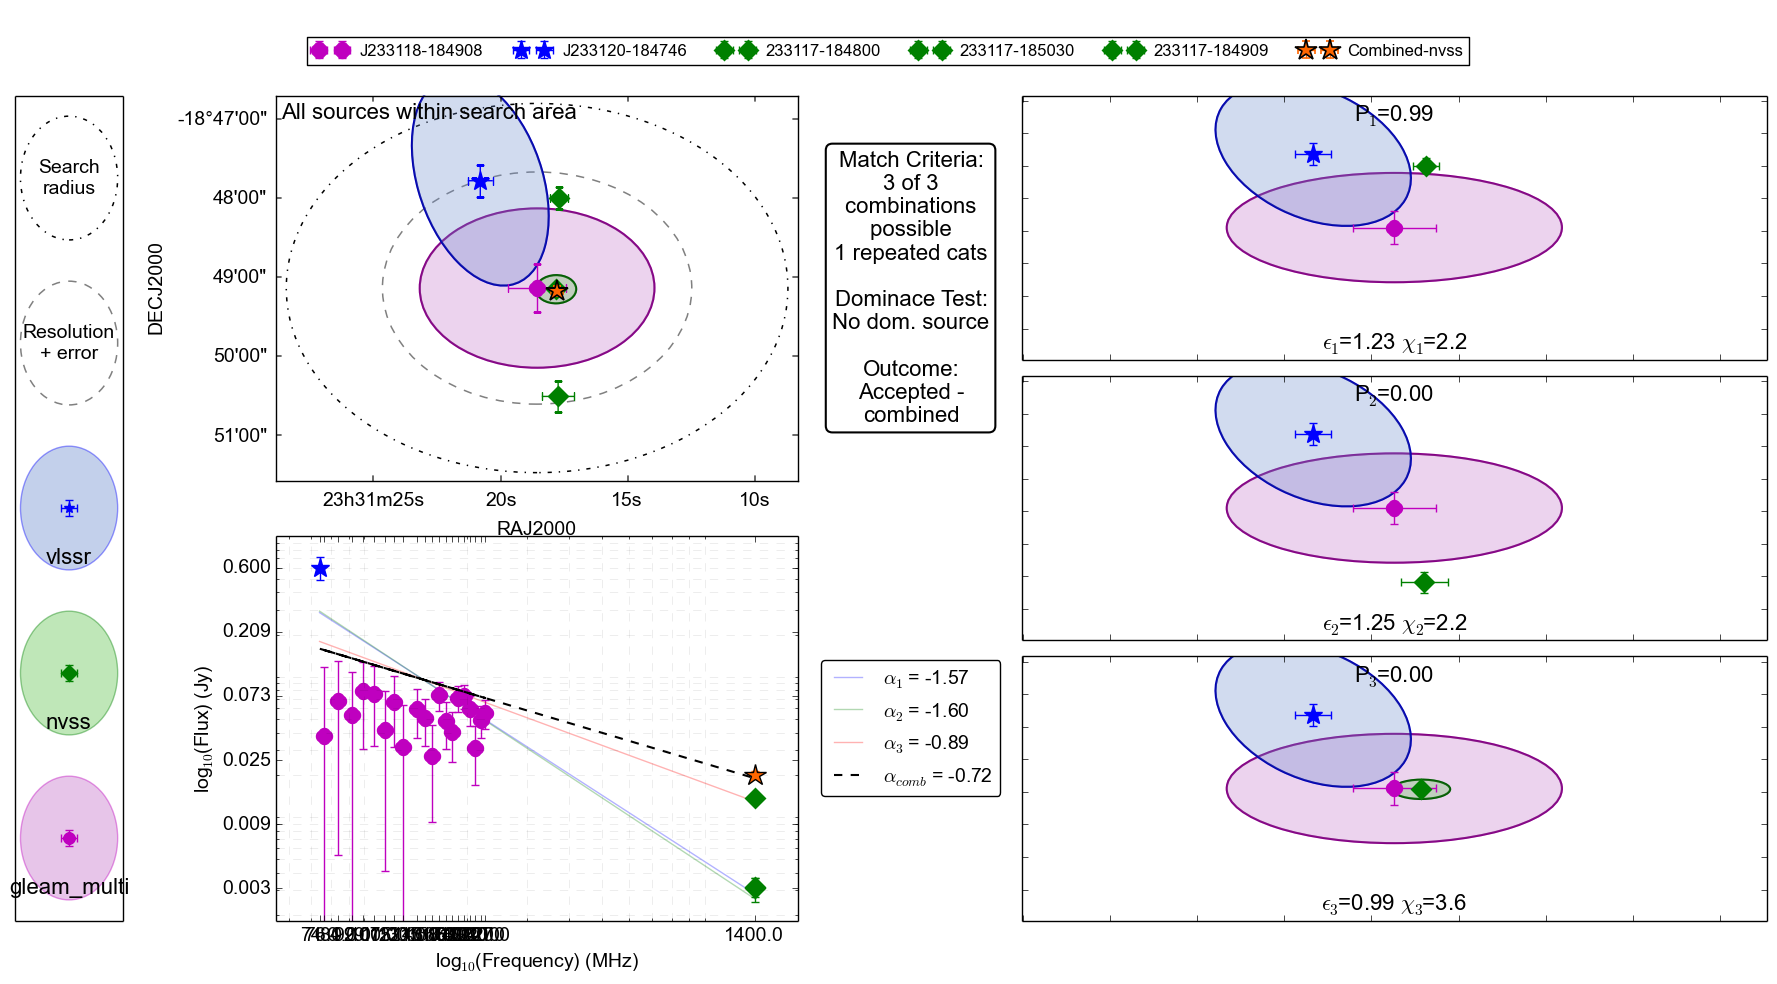 J233118-184908 J233120-184746 233117-184800 233117-185030 233117-184909 Combined-nvss
Search
radius
Resolution
+ error
vlssr
nvss
gleam_multi
All sources within search area
-18°47'00"
48'00"
49'00"
50'00"
51'00"
DECJ2000
23h31m25s 20s 15s 10s
RAJ2000
Match Criteria:
3 of 3
combinations
possible
1 repeated cats
Dominace Test:
No dom. source
Outcome:
Accepted -
combined
0.600
0.209
0.073
0.025
0.009
0.003
log₁₀(Flux) (Jy)
1400.0
log₁₀(Frequency) (MHz)
α₁ = -1.57
α₂ = -1.60
α₃ = -0.89
α_comb = -0.72
P₁=0.99
ϵ₁=1.23 χ₁=2.2
P₂=0.00
ϵ₂=1.25 χ₂=2.2
P₃=0.00
ϵ₃=0.99 χ₃=3.6